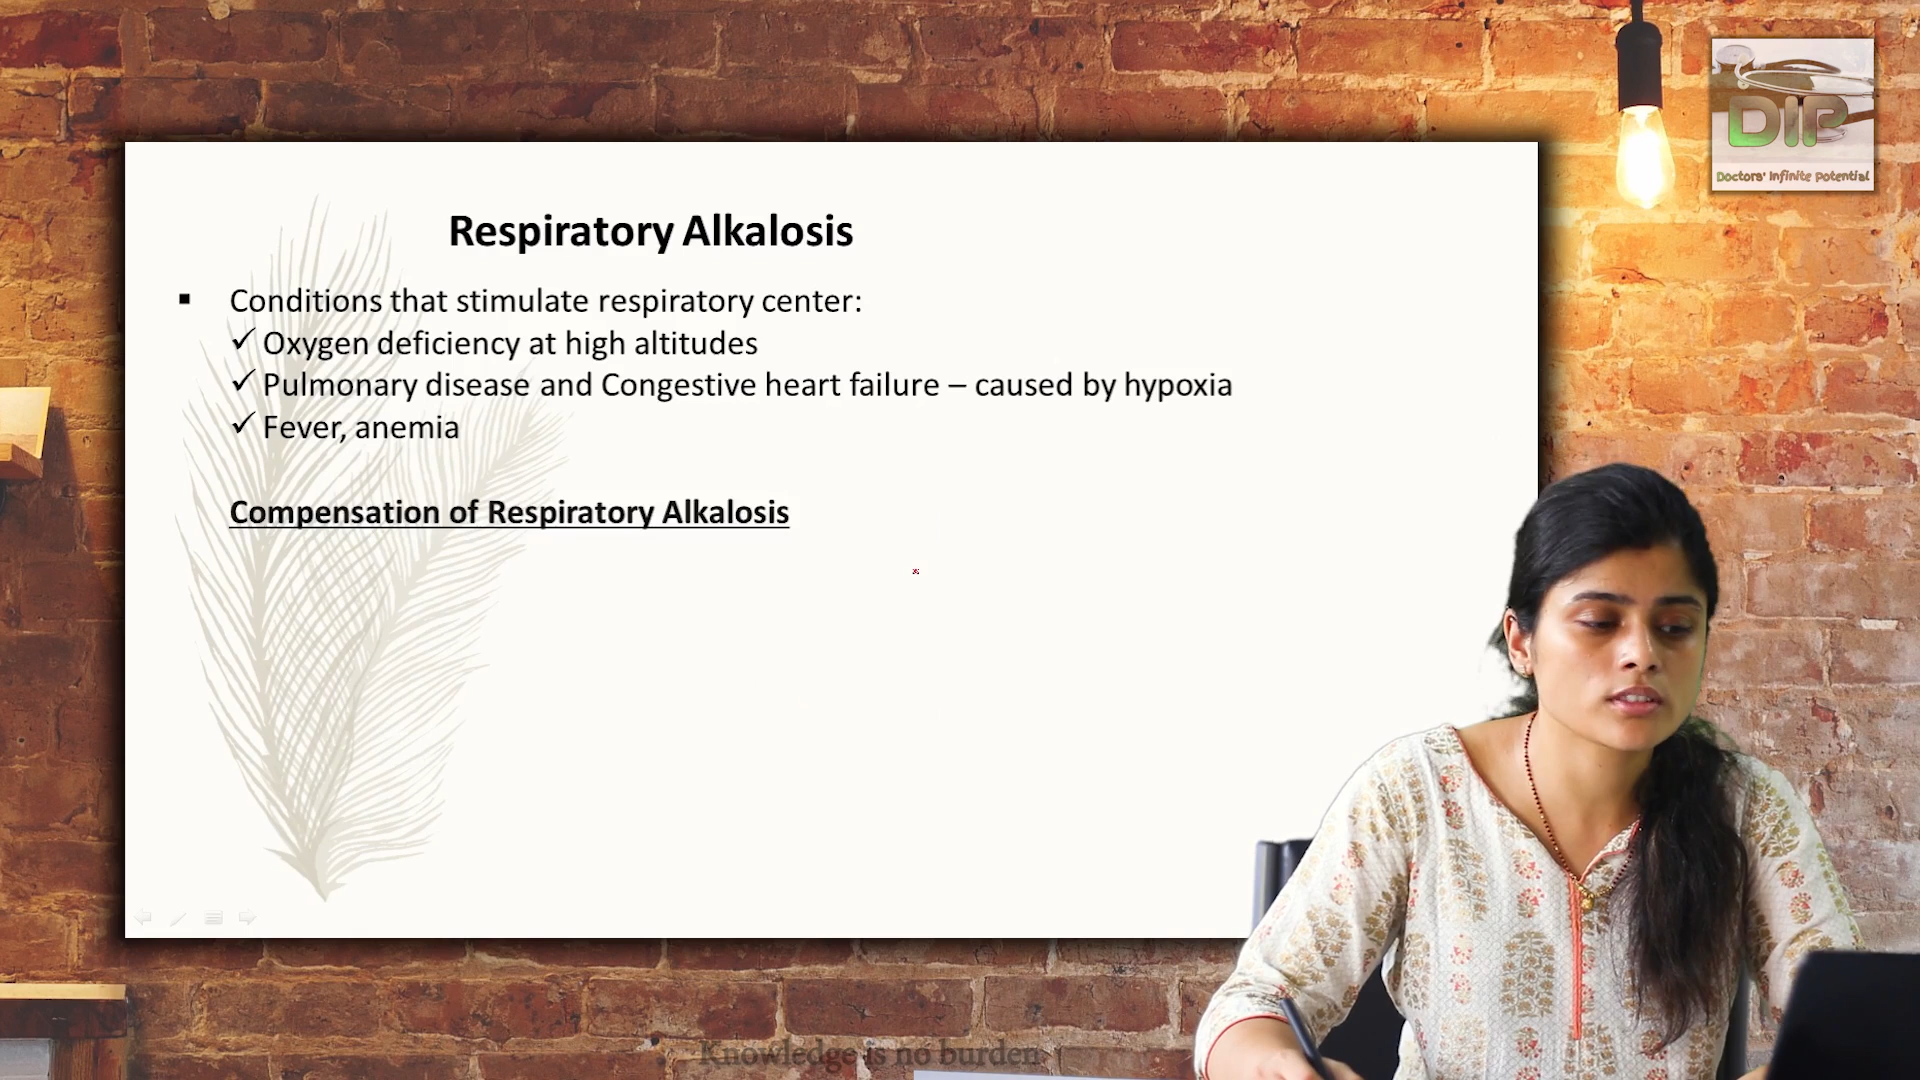 DIP
Doctors' Infinite Potential
Respiratory Alkalosis
▪ Conditions that stimulate respiratory center:
✓ Oxygen deficiency at high altitudes
✓ Pulmonary disease and Congestive heart failure – caused by hypoxia
✓ Fever, anemia
Compensation of Respiratory Alkalosis
Knowledge is no burden